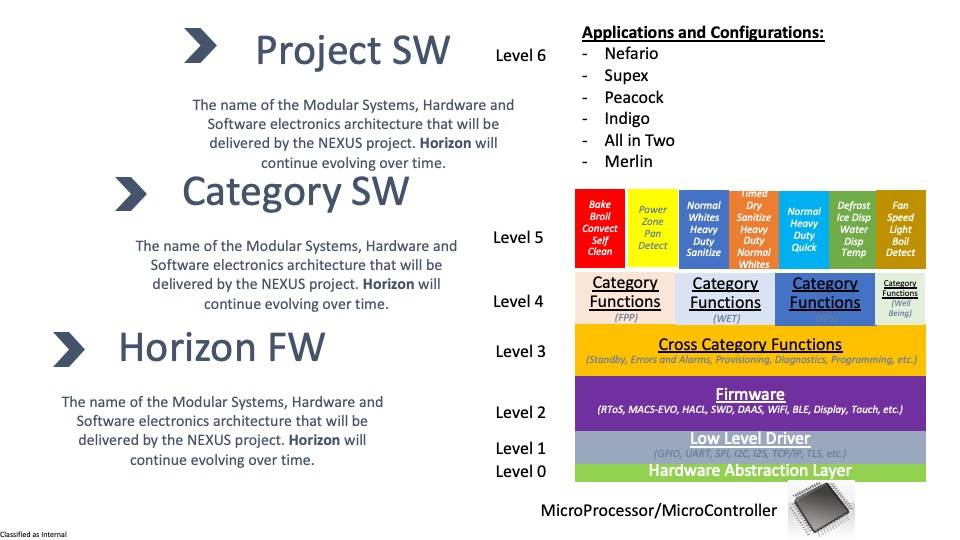 Project SW
The name of the Modular Systems, Hardware and
Software electronics architecture that will be
delivered by the NEXUS project. Horizon will
continue evolving over time.
Category SW
The name of the Modular Systems, Hardware and
Software electronics architecture that will be
delivered by the NEXUS project. Horizon will
continue evolving over time.
Horizon FW
The name of the Modular Systems, Hardware and
Software electronics architecture that will be
delivered by the NEXUS project. Horizon will
continue evolving over time.
Level 6
Applications and Configurations:
- Nefario
- Supex
- Peacock
- Indigo
- All in Two
- Merlin
Level 5
Bake
Broil
Convect
Self
Clean
Power
Zone
Pan
Detect
Normal
Whites
Heavy
Duty
Sanitize
Timed
Dry
Sanitize
Heavy
Duty
Normal
Whites
Normal
Heavy
Duty
Quick
Defrost
Ice Disp
Water
Disp
Temp
Fan
Speed
Light
Boil
Detect
Level 4
Category
Functions
(FPP)
Category
Functions
(WET)
Category
Functions
Category
Functions
(Well
Being)
Level 3
Cross Category Functions
(Standby, Errors and Alarms, Provisioning, Diagnostics, Programming, etc.)
Level 2
Firmware
(RToS, MACS-EVO, HACL, SWD, DAAS, WiFi, BLE, Display, Touch, etc.)
Level 1
Low Level Driver
(GPIO, UART, SPI, I2C, I2S, TCP/IP, TLS, etc.)
Level 0
Hardware Abstraction Layer
MicroProcessor/MicroController
Classified as Internal